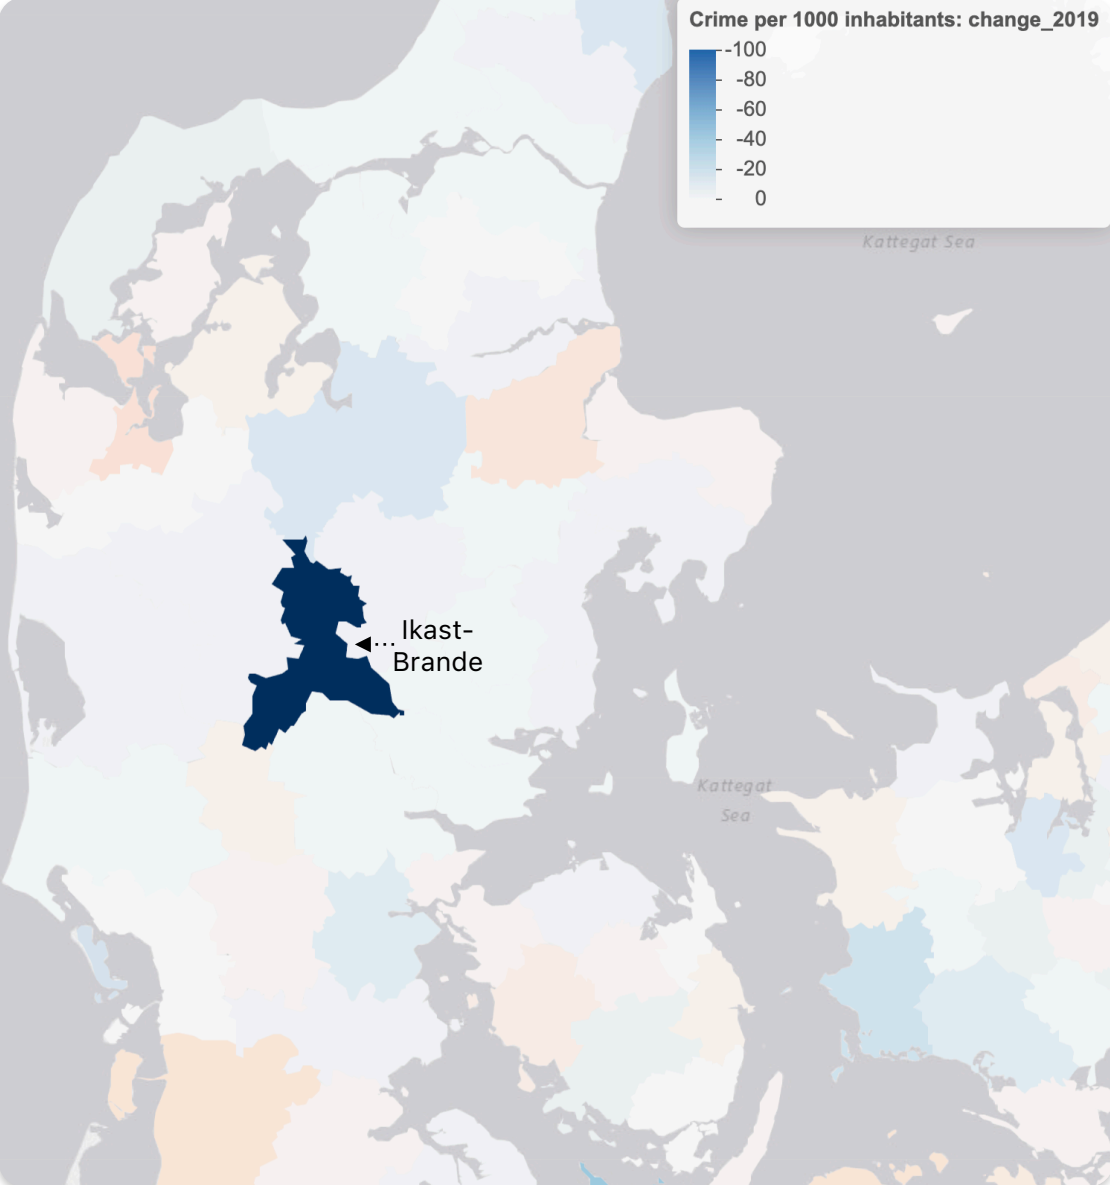 Crime per 1000 inhabitants: change_2019
-100
-80
-60
-40
-20
0
Kattegat Sea
Ikast-
Brande
Kattegat
Sea